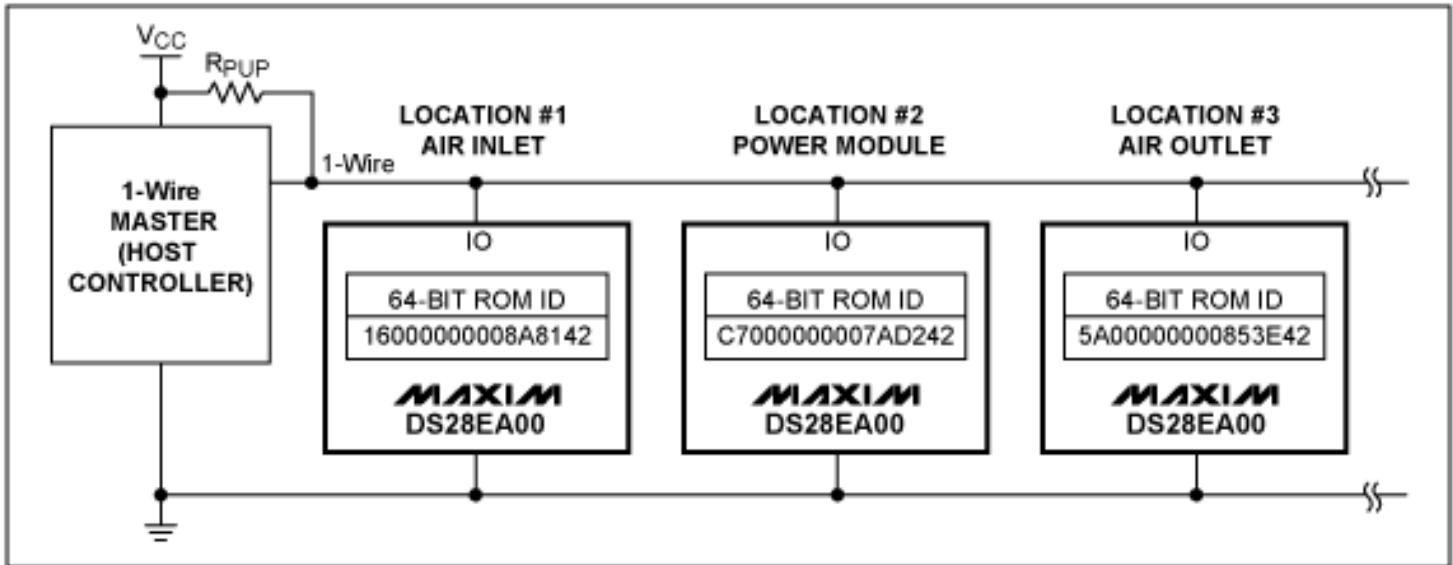 VCC
RPUP
1-Wire
1-Wire
MASTER
(HOST
CONTROLLER)
LOCATION #1
AIR INLET
IO
64-BIT ROM ID
16000000008A8142
MAXIM
DS28EA00
LOCATION #2
POWER MODULE
IO
64-BIT ROM ID
C7000000007AD242
MAXIM
DS28EA00
LOCATION #3
AIR OUTLET
IO
64-BIT ROM ID
5A00000000853E42
MAXIM
DS28EA00